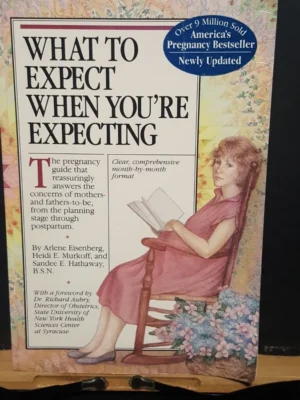 Over 9 Million Sold
America's
Pregnancy Bestseller
Newly Updated
WHAT TO
EXPECT
WHEN YOU'RE
EXPECTING
The pregnancy
guide that
reassuringly
answers the
concerns of mothers-
and fathers-to-be,
from the planning
stage through
postpartum.
Clear, comprehensive
month-by-month
format
By Arlene Eisenberg,
Heidi E. Murkoff, and
Sandee E. Hathaway,
B.S.N.
With a foreword by
Dr. Richard Aubry,
Director of Obstetrics,
State University of
New York Health
Sciences Center
at Syracuse